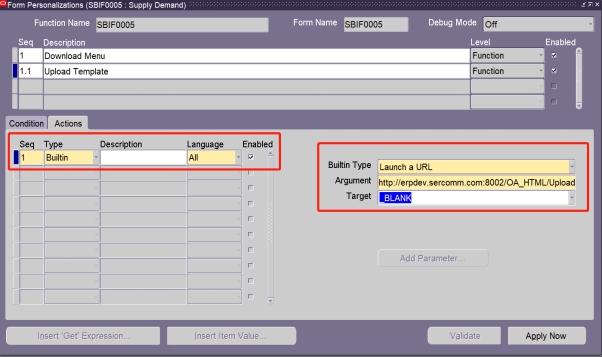 Form Personalizations (SBIF0005 : Supply Demand)
Function Name SBIF0005 Form Name SBIF0005 Debug Mode Off
Seq Description Level Enabled
1 Download Menu Function
1.1 Upload Template Function
Condition Actions
Seq Type Description Language Enabled
1 Builtin All
Builtin Type Launch a URL
Argument http://erpdev.sercomm.com:8002/OA_HTML/Upload
Target _BLANK
Add Parameter...
Insert 'Get' Expression... Insert Item Value... Validate Apply Now